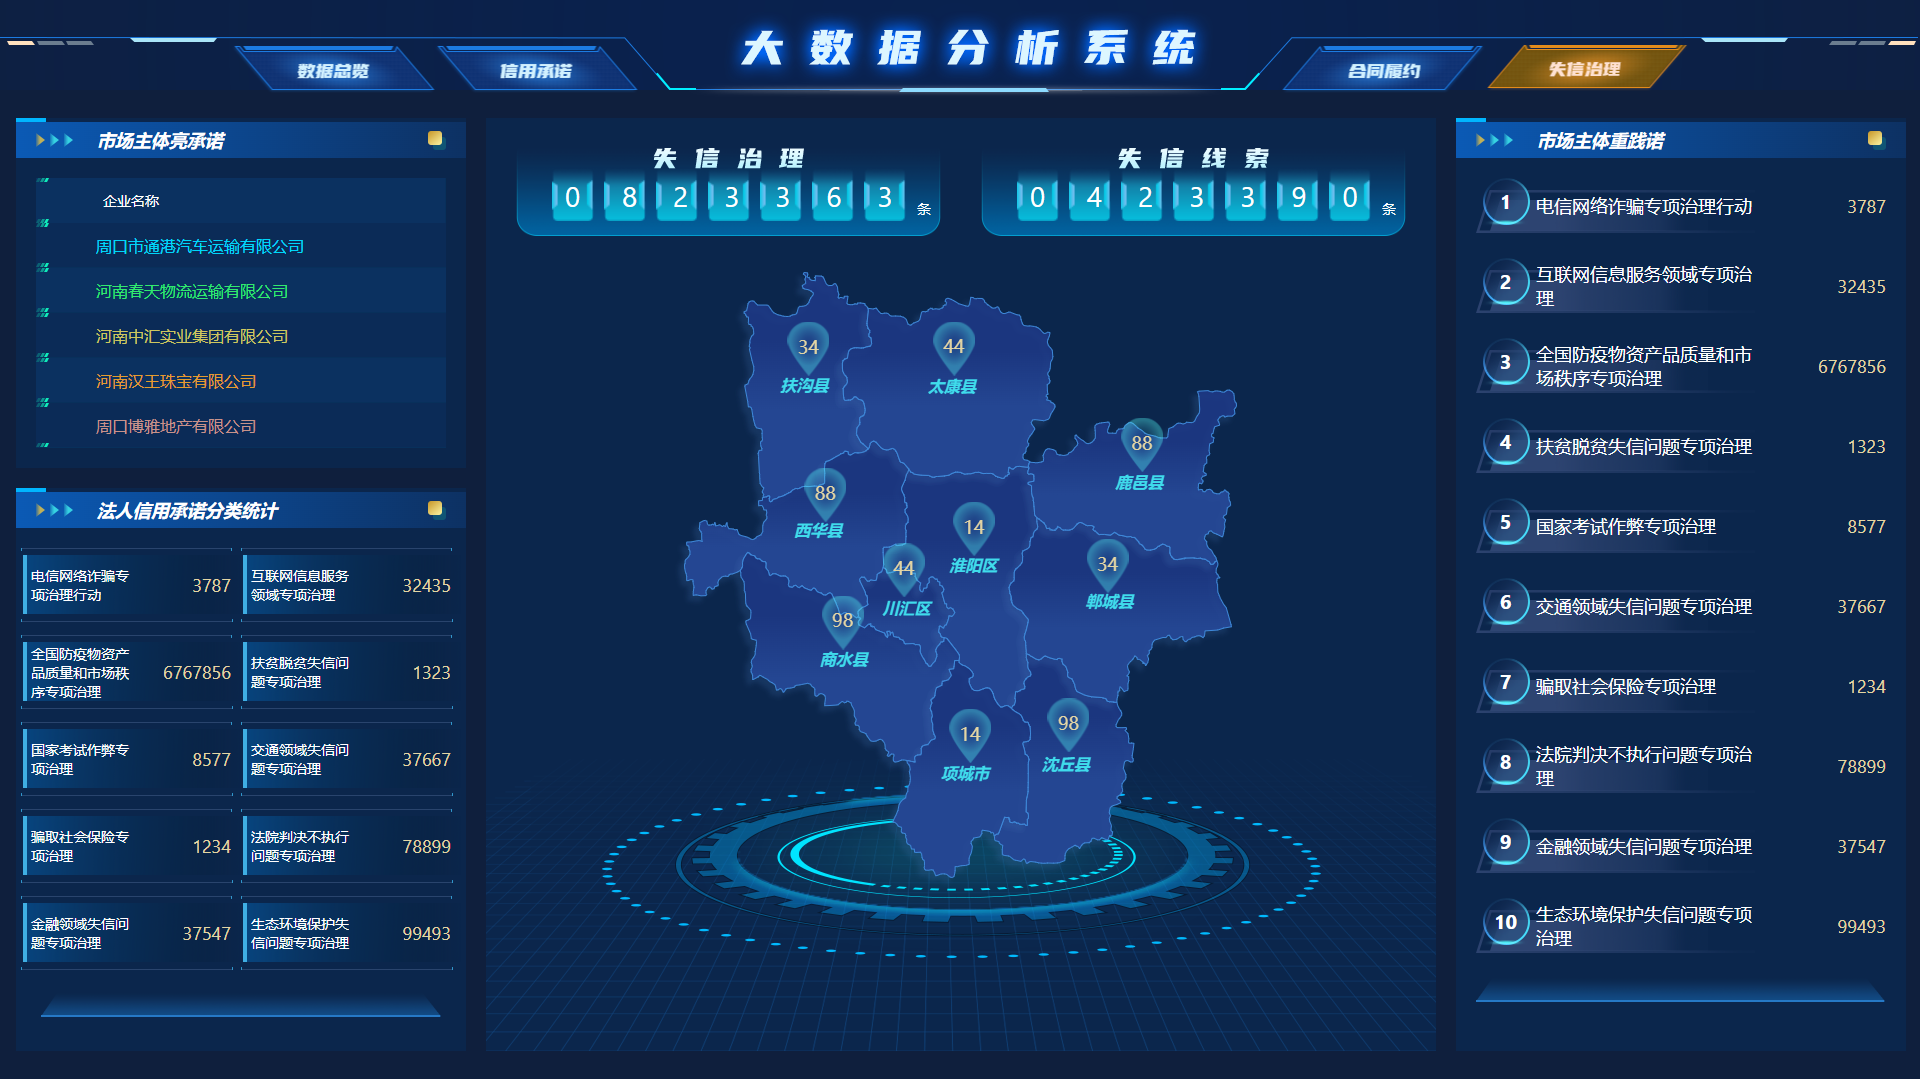 大数据分析系统
数据总览
信用承诺
合同履约
失信治理
市场主体亮承诺
企业名称
周口市通港汽车运输有限公司
河南春天物流运输有限公司
河南中汇实业集团有限公司
河南汉王珠宝有限公司
周口博雅地产有限公司
法人信用承诺分类统计
电信网络诈骗专
项治理行动
3787
互联网信息服务
领域专项治理
32435
全国防疫物资产
品质量和市场秩
序专项治理
6767856
扶贫脱贫失信问
题专项治理
1323
国家考试作弊专
项治理
8577
交通领域失信问
题专项治理
37667
骗取社会保险专
项治理
1234
法院判决不执行
问题专项治理
78899
金融领域失信问
题专项治理
37547
生态环境保护失
信问题专项治理
99493
失信治理
0 8 2 3 3 6 3 条
失信线索
0 4 2 3 3 9 0 条
34
扶沟县
44
太康县
88
鹿邑县
88
西华县
14
淮阳区
44
川汇区
34
郸城县
98
商水县
14
项城市
98
沈丘县
市场主体重践诺
1 电信网络诈骗专项治理行动 3787
2 互联网信息服务领域专项治
理
32435
3 全国防疫物资产品质量和市
场秩序专项治理
6767856
4 扶贫脱贫失信问题专项治理 1323
5 国家考试作弊专项治理 8577
6 交通领域失信问题专项治理 37667
7 骗取社会保险专项治理 1234
8 法院判决不执行问题专项治
理
78899
9 金融领域失信问题专项治理 37547
10 生态环境保护失信问题专项
治理
99493